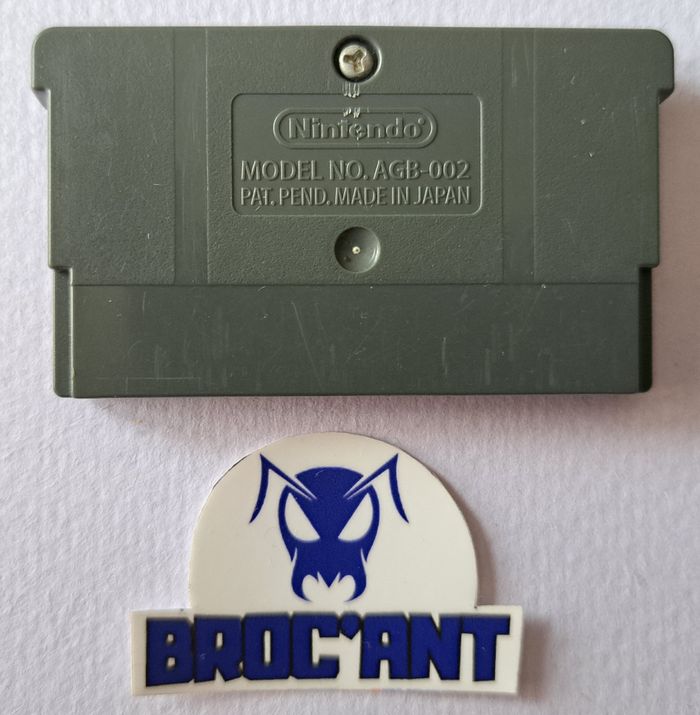 Nintendo
MODEL NO. AGB-002
PAT. PEND. MADE IN JAPAN
BROC'ANT